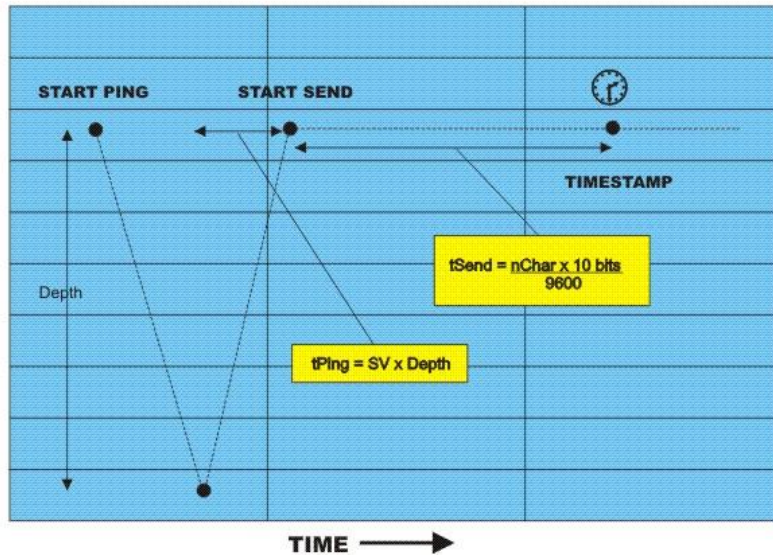 START PING
START SEND
TIMESTAMP
tSend = nChar x 10 bits
9600
Depth
tPing = SV x Depth
TIME